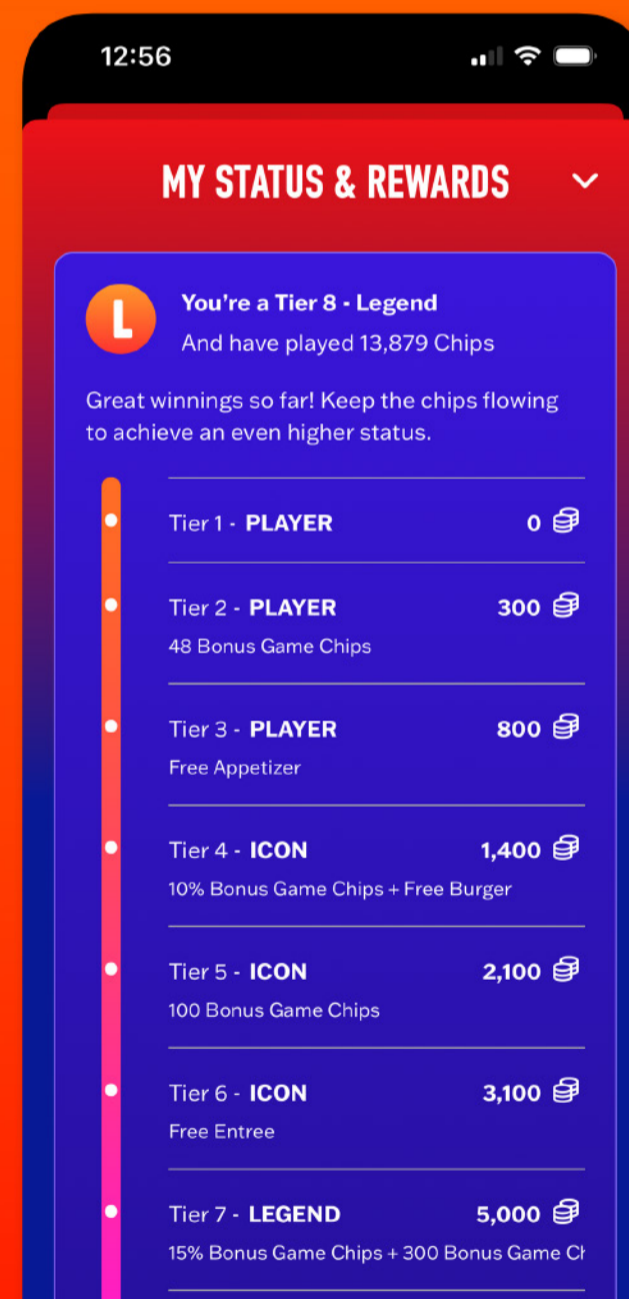 12:56
MY STATUS & REWARDS
L
You're a Tier 8 - Legend
And have played 13,879 Chips
Great winnings so far! Keep the chips flowing
to achieve an even higher status.
Tier 1 - PLAYER 0
Tier 2 - PLAYER 300
48 Bonus Game Chips
Tier 3 - PLAYER 800
Free Appetizer
Tier 4 - ICON 1,400
10% Bonus Game Chips + Free Burger
Tier 5 - ICON 2,100
100 Bonus Game Chips
Tier 6 - ICON 3,100
Free Entree
Tier 7 - LEGEND 5,000
15% Bonus Game Chips + 300 Bonus Game Ch